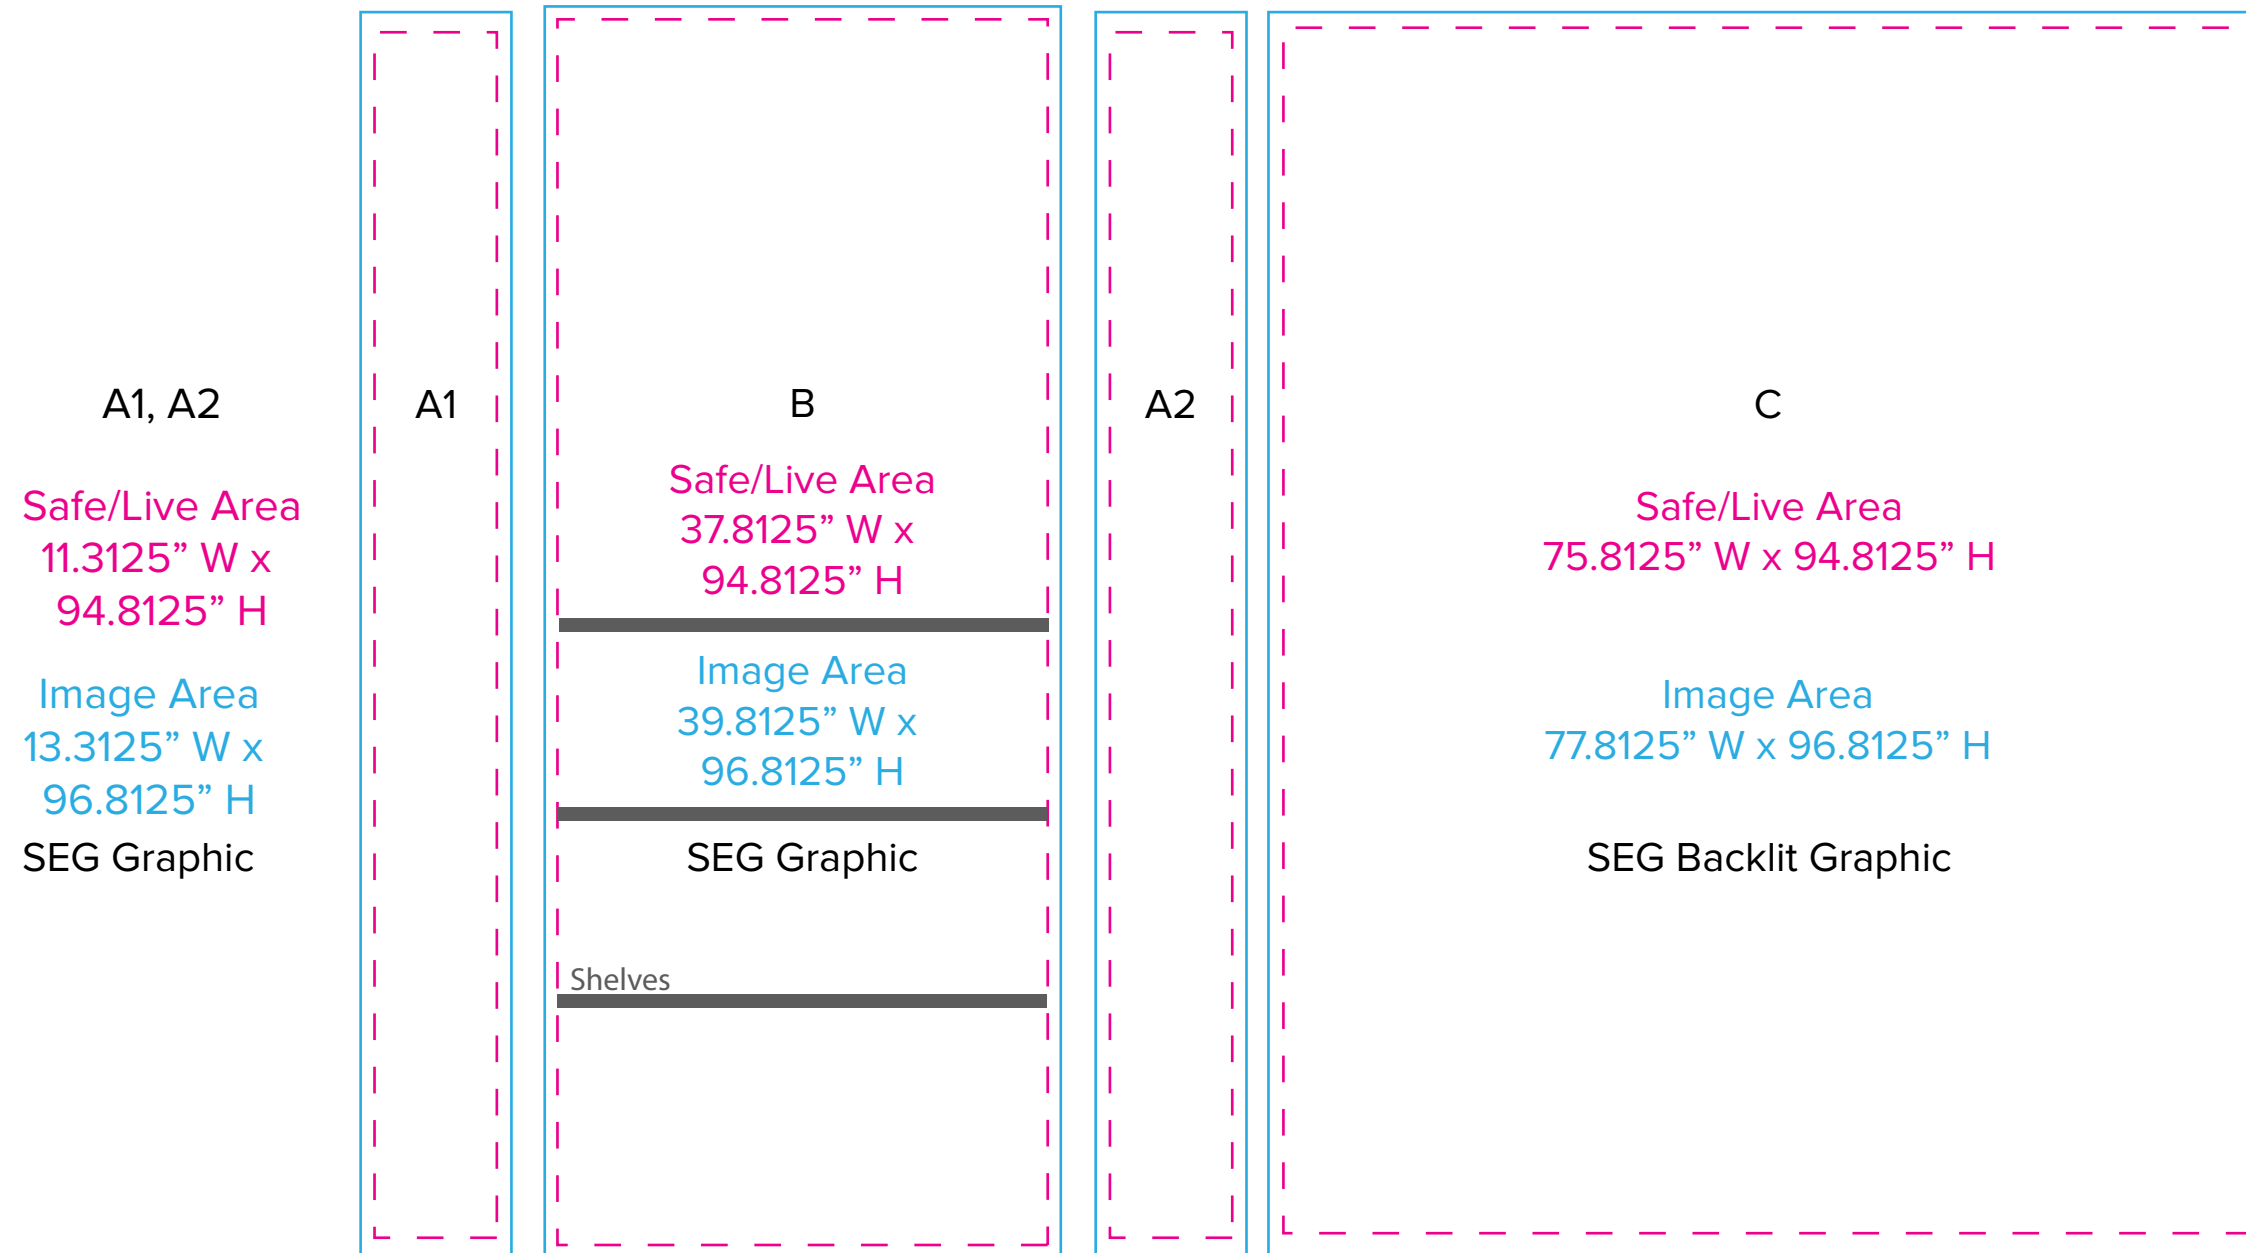 A1, A2
Safe/Live Area
11.3125” W x
94.8125” H
Image Area
13.3125” W x
96.8125” H
SEG Graphic
A1
B
Safe/Live Area
37.8125” W x
94.8125” H
Image Area
39.8125” W x
96.8125” H
SEG Graphic
Shelves
A2
C
Safe/Live Area
75.8125” W x 94.8125” H
Image Area
77.8125” W x 96.8125” H
SEG Backlit Graphic